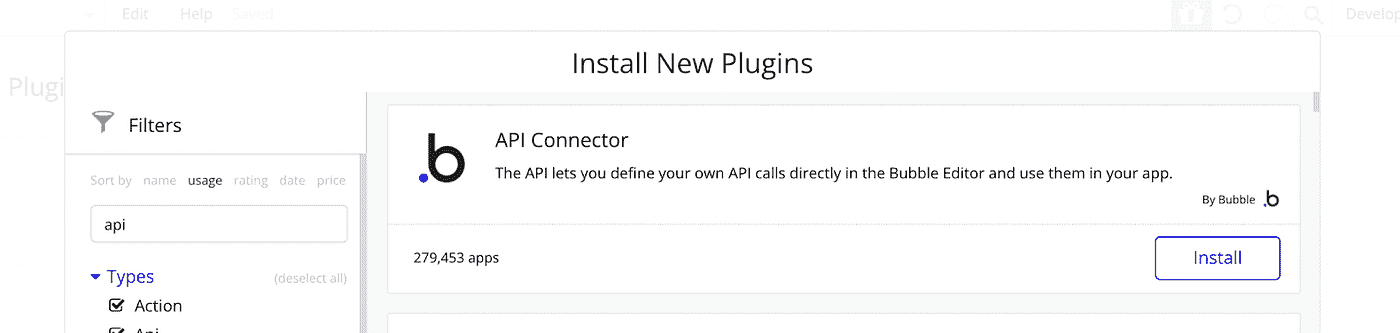 Edit Help Saved
Develop
Plugi
Install New Plugins
Filters
Sort by name usage rating date price
api
Types (deselect all)
Action
Api
API Connector
The API lets you define your own API calls directly in the Bubble Editor and use them in your app.
By Bubble .b
279,453 apps
Install